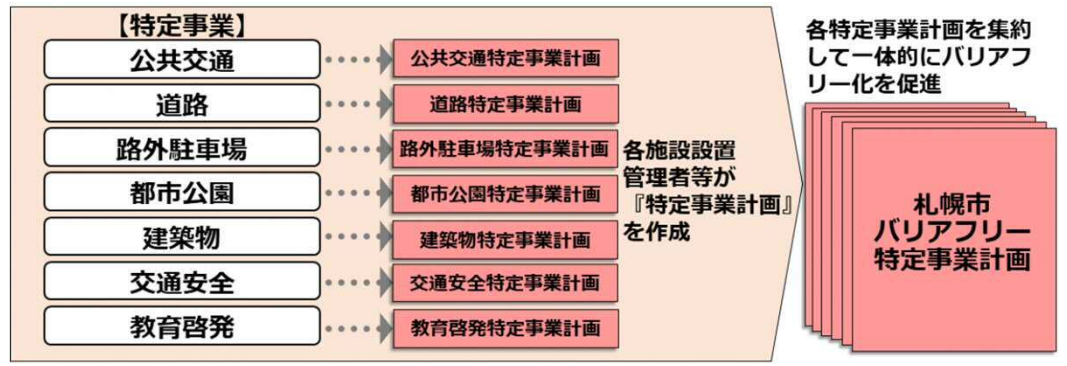 【特定事業】
公共交通
公共交通特定事業計画
道路
道路特定事業計画
路外駐車場
路外駐車場特定事業計画
都市公園
都市公園特定事業計画
建築物
建築物特定事業計画
交通安全
交通安全特定事業計画
教育啓発
教育啓発特定事業計画
各施設設置
管理者等が
『特定事業計画』
を作成
各特定事業計画を集約
して一体的にバリアフ
リー化を促進
札幌市
バリアフリー
特定事業計画